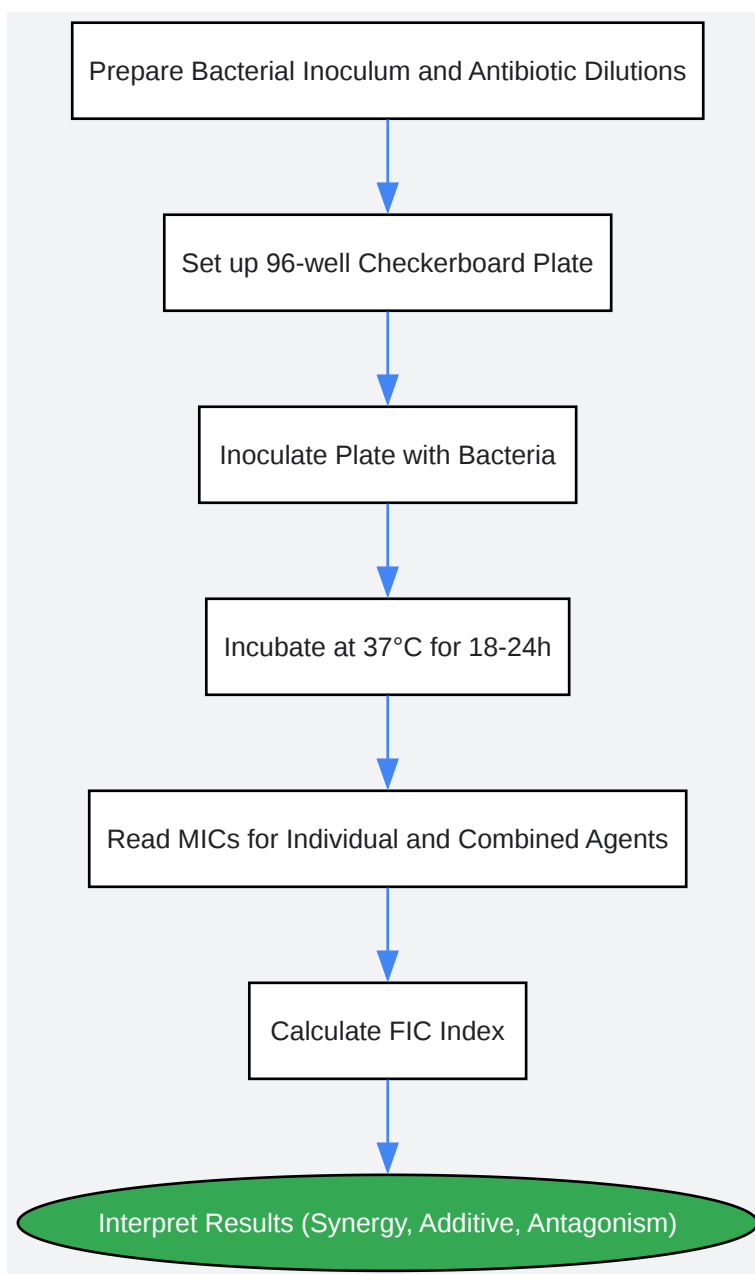 Prepare Bacterial Inoculum and Antibiotic Dilutions
Set up 96-well Checkerboard Plate
Inoculate Plate with Bacteria
Incubate at 37°C for 18-24h
Read MICs for Individual and Combined Agents
Calculate FIC Index
Interpret Results (Synergy, Additive, Antagonism)